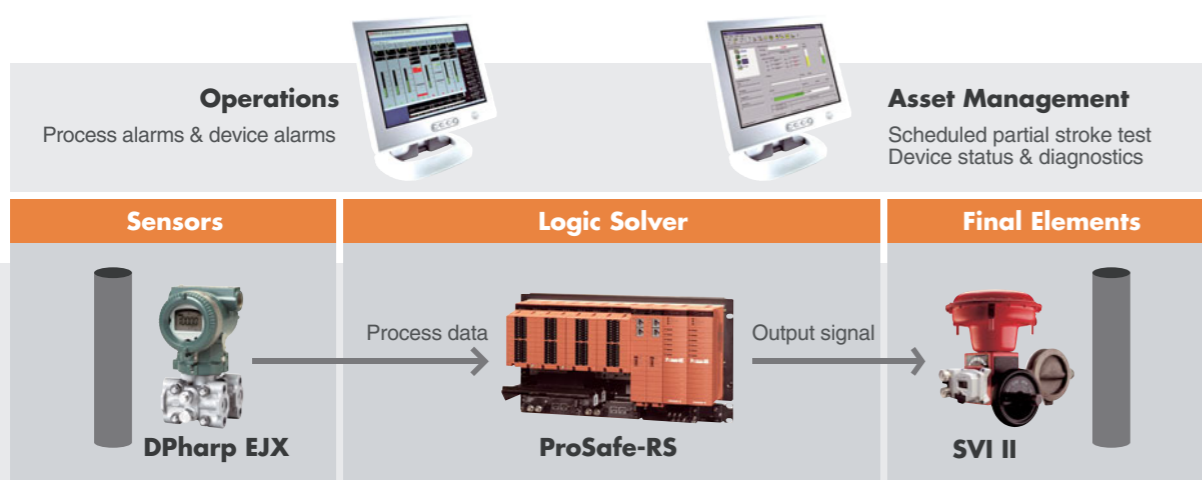 Operations
Process alarms & device alarms
Asset Management
Scheduled partial stroke test
Device status & diagnostics
Sensors
Logic Solver
Final Elements
Process data
Output signal
DPharp EJX
ProSafe-RS
SVI II